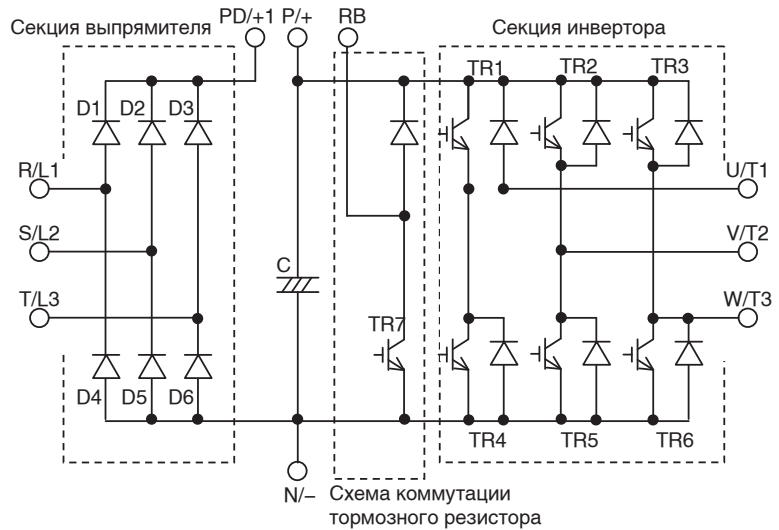 Секция выпрямителя
PD/+1
P/+
RB
Секция инвертора
D1
D2
D3
TR1
TR2
TR3
R/L1
U/T1
S/L2
V/T2
C
T/L3
W/T3
TR7
D4
D5
D6
TR4
TR5
TR6
N/−
Схема коммутации
тормозного резистора